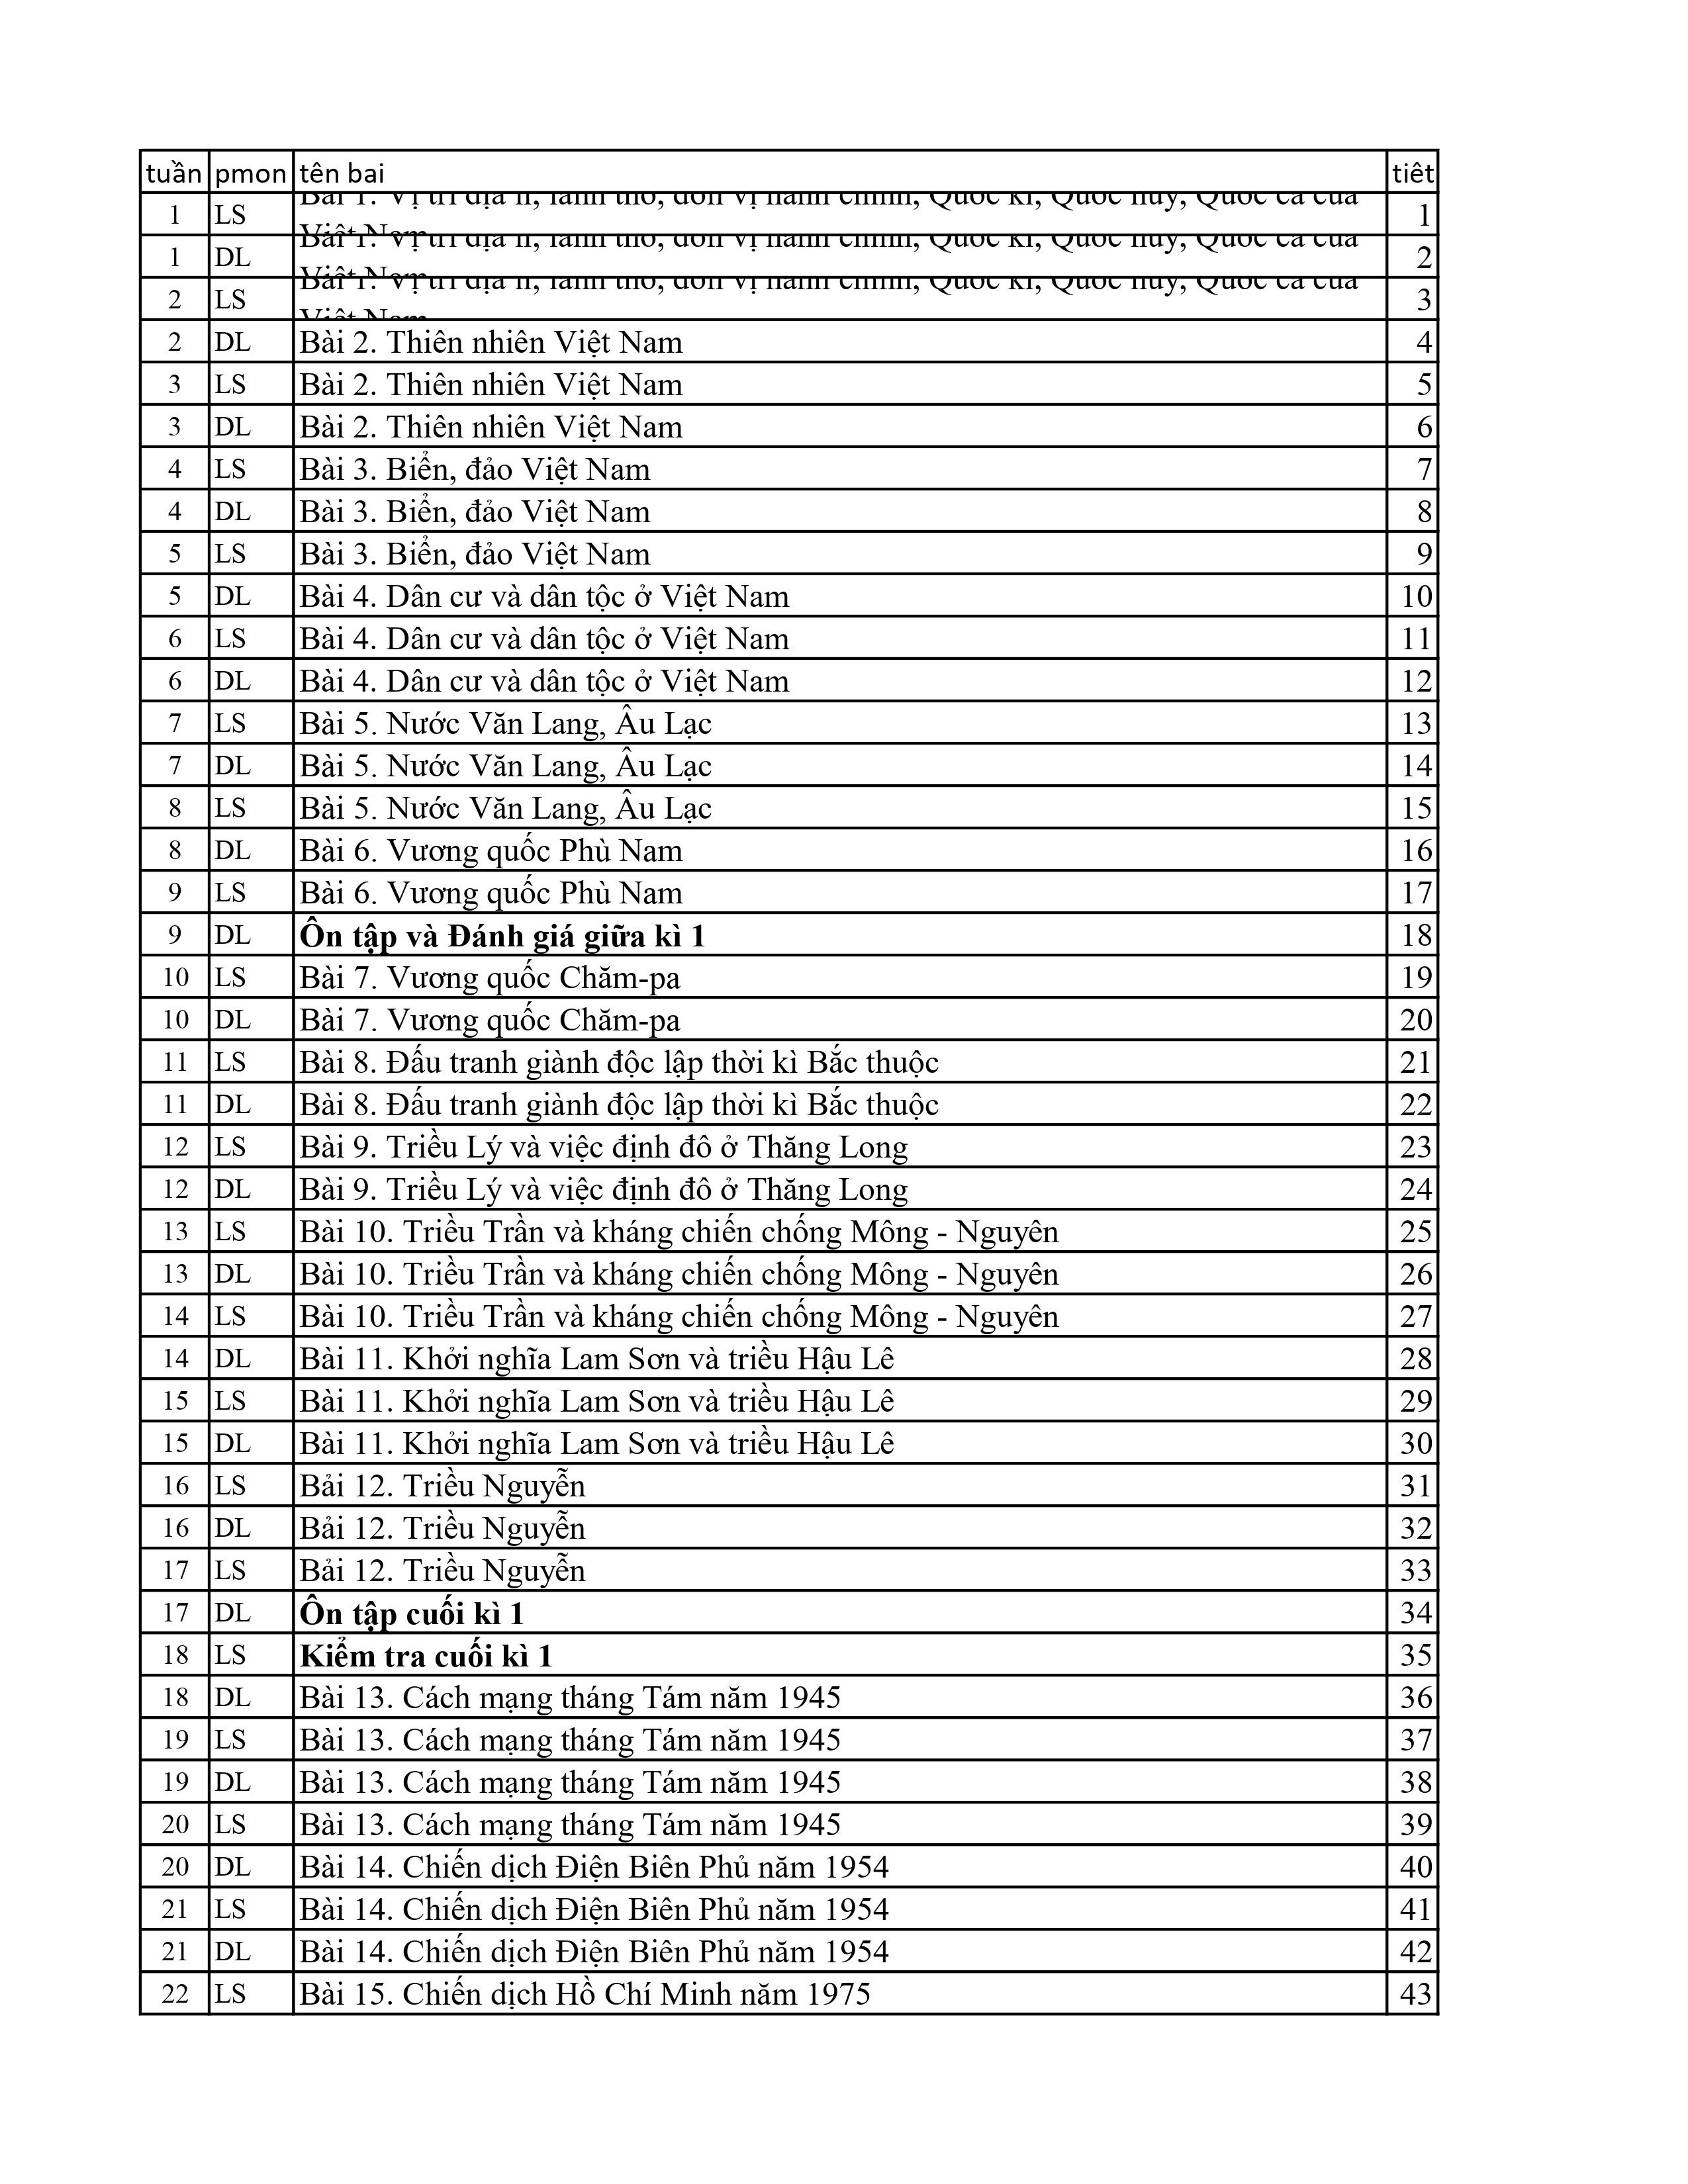 tuần pmon tên bai tiêt
1 LS Bài 1. Vị trí địa lí, lãnh thổ, đơn vị hành chính, Quốc kì, Quốc huy, Quốc ca của Việt Nam 1
1 DL Bài 1. Vị trí địa lí, lãnh thổ, đơn vị hành chính, Quốc kì, Quốc huy, Quốc ca của Việt Nam 2
2 LS Bài 1. Vị trí địa lí, lãnh thổ, đơn vị hành chính, Quốc kì, Quốc huy, Quốc ca của Việt Nam 3
2 DL Bài 2. Thiên nhiên Việt Nam 4
3 LS Bài 2. Thiên nhiên Việt Nam 5
3 DL Bài 2. Thiên nhiên Việt Nam 6
4 LS Bài 3. Biển, đảo Việt Nam 7
4 DL Bài 3. Biển, đảo Việt Nam 8
5 LS Bài 3. Biển, đảo Việt Nam 9
5 DL Bài 4. Dân cư và dân tộc ở Việt Nam 10
6 LS Bài 4. Dân cư và dân tộc ở Việt Nam 11
6 DL Bài 4. Dân cư và dân tộc ở Việt Nam 12
7 LS Bài 5. Nước Văn Lang, Âu Lạc 13
7 DL Bài 5. Nước Văn Lang, Âu Lạc 14
8 LS Bài 5. Nước Văn Lang, Âu Lạc 15
8 DL Bài 6. Vương quốc Phù Nam 16
9 LS Bài 6. Vương quốc Phù Nam 17
9 DL Ôn tập và Đánh giá giữa kì 1 18
10 LS Bài 7. Vương quốc Chăm-pa 19
10 DL Bài 7. Vương quốc Chăm-pa 20
11 LS Bài 8. Đấu tranh giành độc lập thời kì Bắc thuộc 21
11 DL Bài 8. Đấu tranh giành độc lập thời kì Bắc thuộc 22
12 LS Bài 9. Triều Lý và việc định đô ở Thăng Long 23
12 DL Bài 9. Triều Lý và việc định đô ở Thăng Long 24
13 LS Bài 10. Triều Trần và kháng chiến chống Mông - Nguyên 25
13 DL Bài 10. Triều Trần và kháng chiến chống Mông - Nguyên 26
14 LS Bài 10. Triều Trần và kháng chiến chống Mông - Nguyên 27
14 DL Bài 11. Khởi nghĩa Lam Sơn và triều Hậu Lê 28
15 LS Bài 11. Khởi nghĩa Lam Sơn và triều Hậu Lê 29
15 DL Bài 11. Khởi nghĩa Lam Sơn và triều Hậu Lê 30
16 LS Bải 12. Triều Nguyễn 31
16 DL Bải 12. Triều Nguyễn 32
17 LS Bải 12. Triều Nguyễn 33
17 DL Ôn tập cuối kì 1 34
18 LS Kiểm tra cuối kì 1 35
18 DL Bài 13. Cách mạng tháng Tám năm 1945 36
19 LS Bài 13. Cách mạng tháng Tám năm 1945 37
19 DL Bài 13. Cách mạng tháng Tám năm 1945 38
20 LS Bài 13. Cách mạng tháng Tám năm 1945 39
20 DL Bài 14. Chiến dịch Điện Biên Phủ năm 1954 40
21 LS Bài 14. Chiến dịch Điện Biên Phủ năm 1954 41
21 DL Bài 14. Chiến dịch Điện Biên Phủ năm 1954 42
22 LS Bài 15. Chiến dịch Hồ Chí Minh năm 1975 43